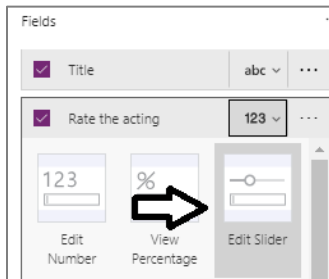 Fields
Title abc
Rate the acting 123
123 %
Edit Number View Percentage Edit Slider